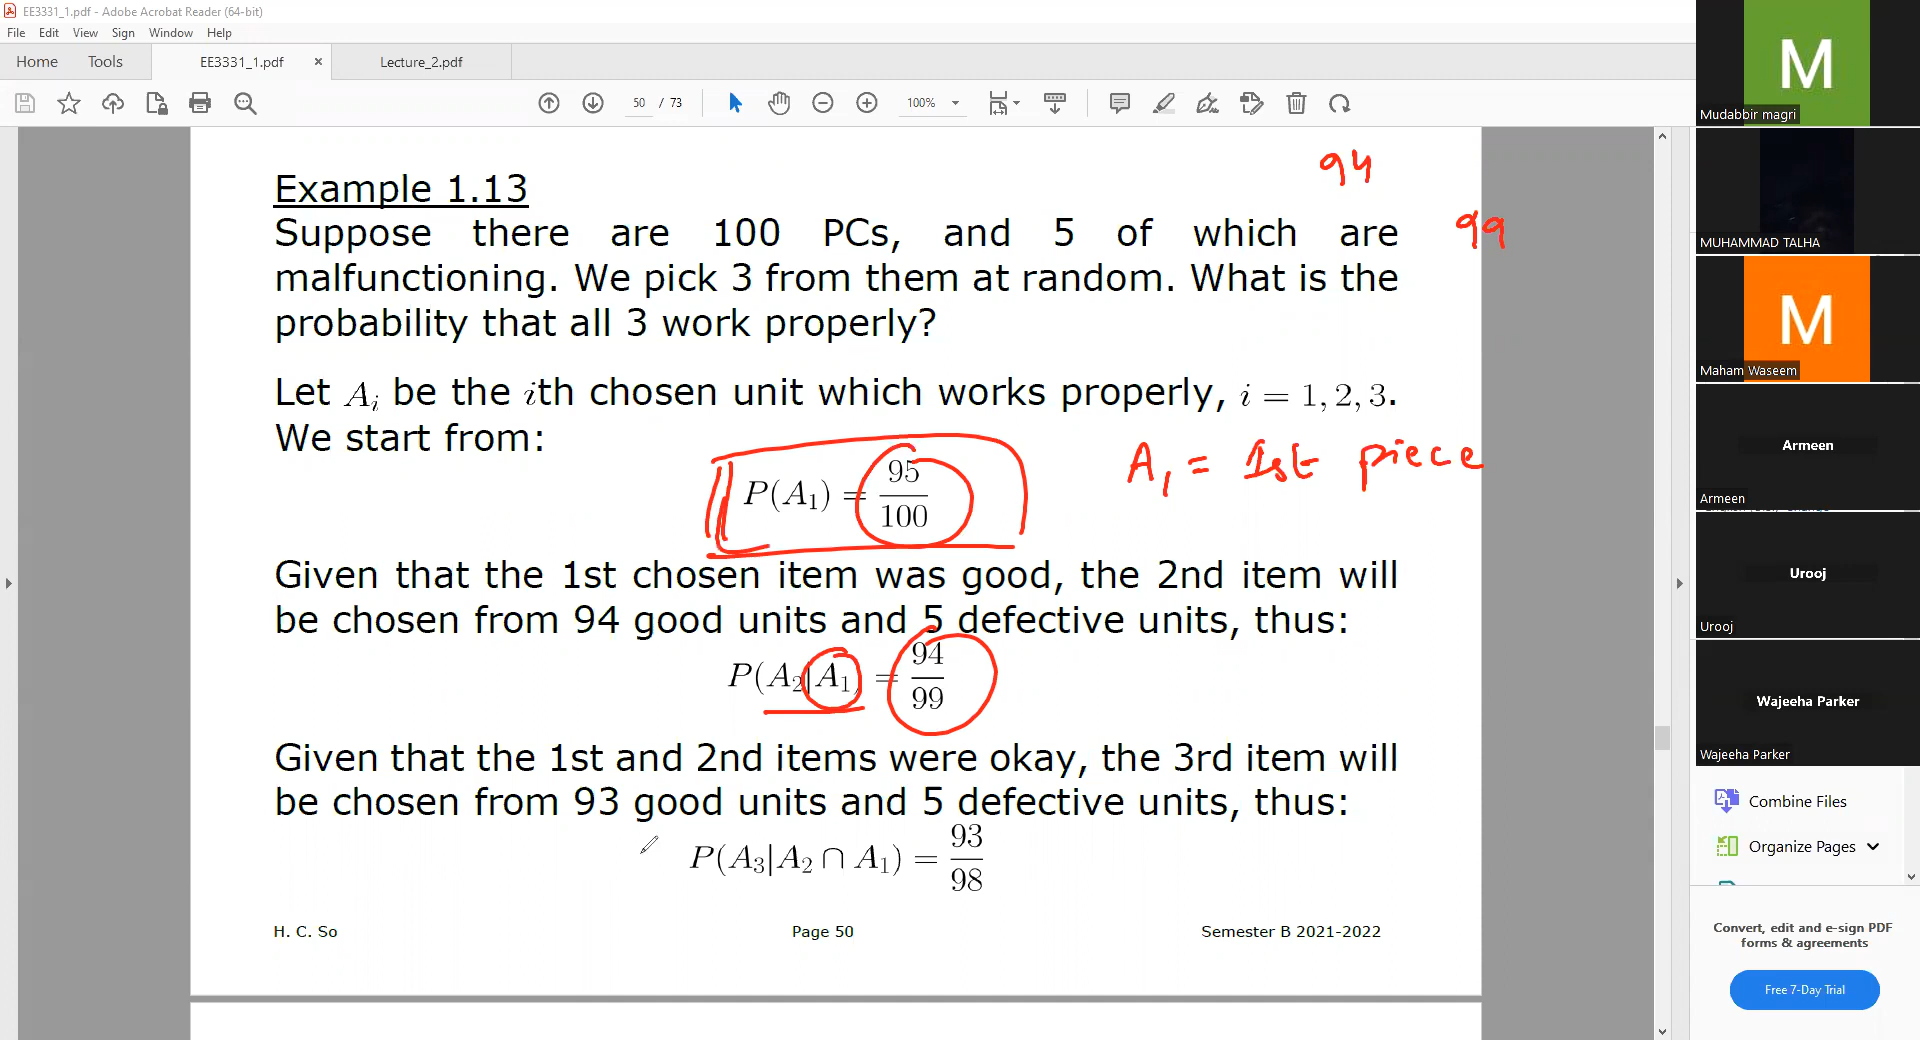 EE3331_1.pdf - Adobe Acrobat Reader (64-bit)
File Edit View Sign Window Help
Home Tools EE3331_1.pdf × Lecture_2.pdf
50 / 73 100%
94
Example 1.13
Suppose there are 100 PCs, and 5 of which are
99
malfunctioning. We pick 3 from them at random. What is the
probability that all 3 work properly?
Let A_i be the ith chosen unit which works properly, i = 1, 2, 3.
We start from:
P(A_1) = 95/100
A_1 = 1st piece
Given that the 1st chosen item was good, the 2nd item will
be chosen from 94 good units and 5 defective units, thus:
P(A_2|A_1) = 94/99
Given that the 1st and 2nd items were okay, the 3rd item will
be chosen from 93 good units and 5 defective units, thus:
P(A_3|A_2 ∩ A_1) = 93/98
H. C. So Page 50 Semester B 2021-2022
M
Mudabbir magri
MUHAMMAD TALHA
M
Maham Waseem
Armeen
Armeen
Urooj
Urooj
Wajeeha Parker
Wajeeha Parker
Combine Files
Organize Pages
Convert, edit and e-sign PDF
forms & agreements
Free 7-Day Trial